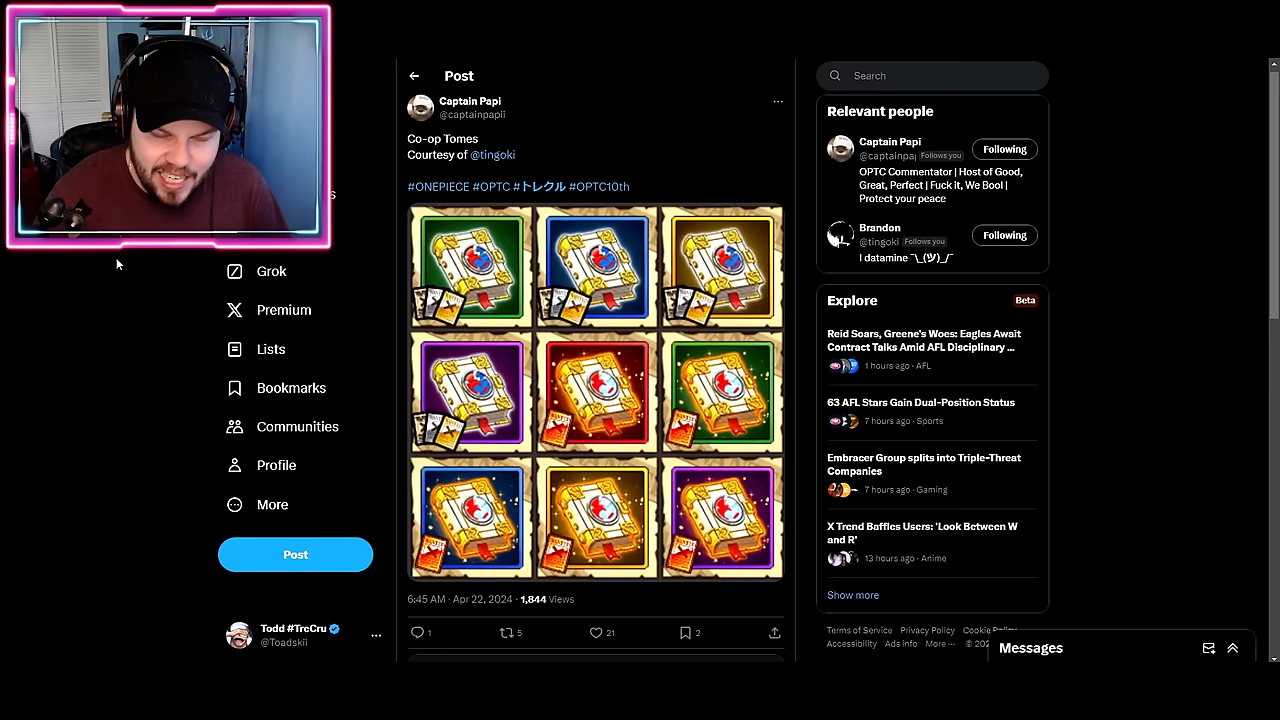 Post
Captain Papi
@captainpapii
Co-op Tomes
Courtesy of @tingoki
#ONEPIECE #OPTC #トレクル #OPTC10th
6:45 AM · Apr 22, 2024 · 1,844 Views
1
5
21
2
s
Grok
Premium
Lists
Bookmarks
Communities
Profile
More
Post
Todd #TreCru
@Toadskii
Search
Relevant people
Captain Papi
@captainpa Follows you
Following
OPTC Commentator | Host of Good,
Great, Perfect | Fuck it, We Bool |
Protect your peace
Brandon
@tingoki Follows you
Following
I datamine ¯\_(ツ)_/¯
Explore
Beta
Reid Soars, Greene's Woes: Eagles Await
Contract Talks Amid AFL Disciplinary ...
1 hours ago · AFL
63 AFL Stars Gain Dual-Position Status
7 hours ago · Sports
Embracer Group splits into Triple-Threat
Companies
7 hours ago · Gaming
X Trend Baffles Users: 'Look Between W
and R'
13 hours ago · Anime
Show more
Terms of Service Privacy Policy Cookie
Accessibility Ads info More ··· © 202
Messages